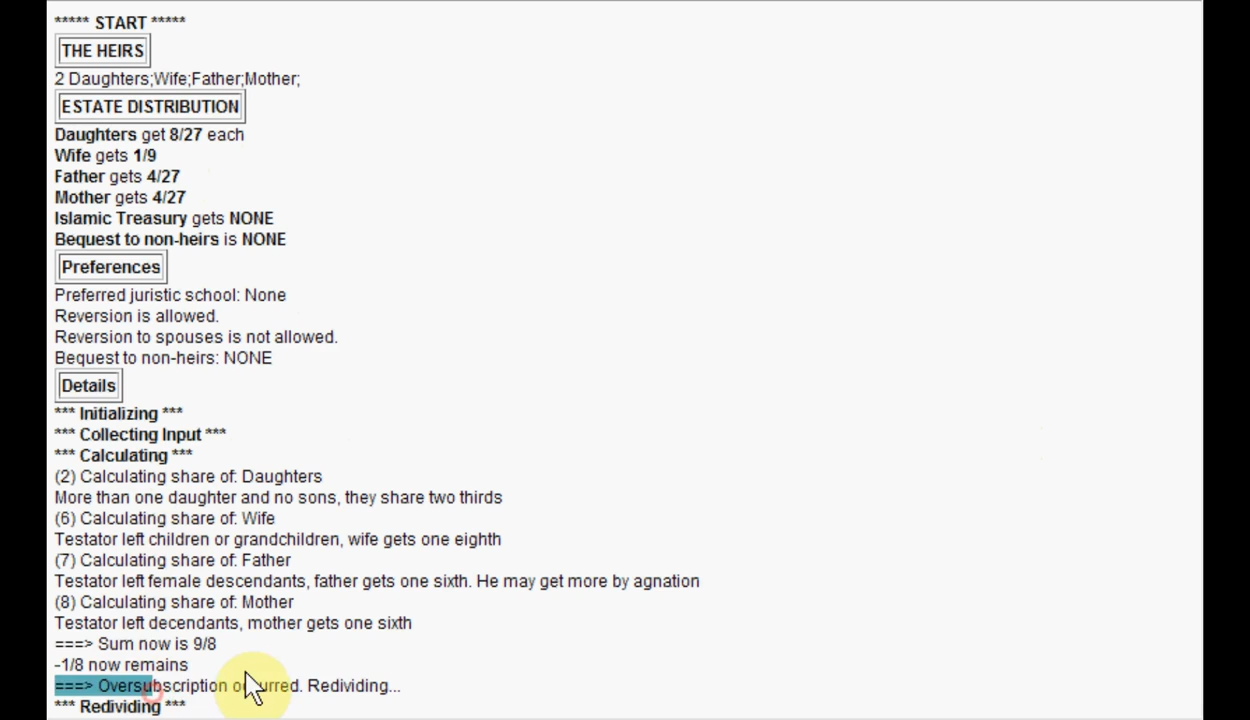 ***** START *****
THE HEIRS
2 Daughters;Wife;Father;Mother;
ESTATE DISTRIBUTION
Daughters get 8/27 each
Wife gets 1/9
Father gets 4/27
Mother gets 4/27
Islamic Treasury gets NONE
Bequest to non-heirs is NONE
Preferences
Preferred juristic school: None
Reversion is allowed.
Reversion to spouses is not allowed.
Bequest to non-heirs: NONE
Details
*** Initializing ***
*** Collecting Input ***
*** Calculating ***
(2) Calculating share of: Daughters
More than one daughter and no sons, they share two thirds
(6) Calculating share of: Wife
Testator left children or grandchildren, wife gets one eighth
(7) Calculating share of: Father
Testator left female descendants, father gets one sixth. He may get more by agnation
(8) Calculating share of: Mother
Testator left decendants, mother gets one sixth
===> Sum now is 9/8
-1/8 now remains
===> Oversubscription occurred. Redividing...
*** Redividing ***